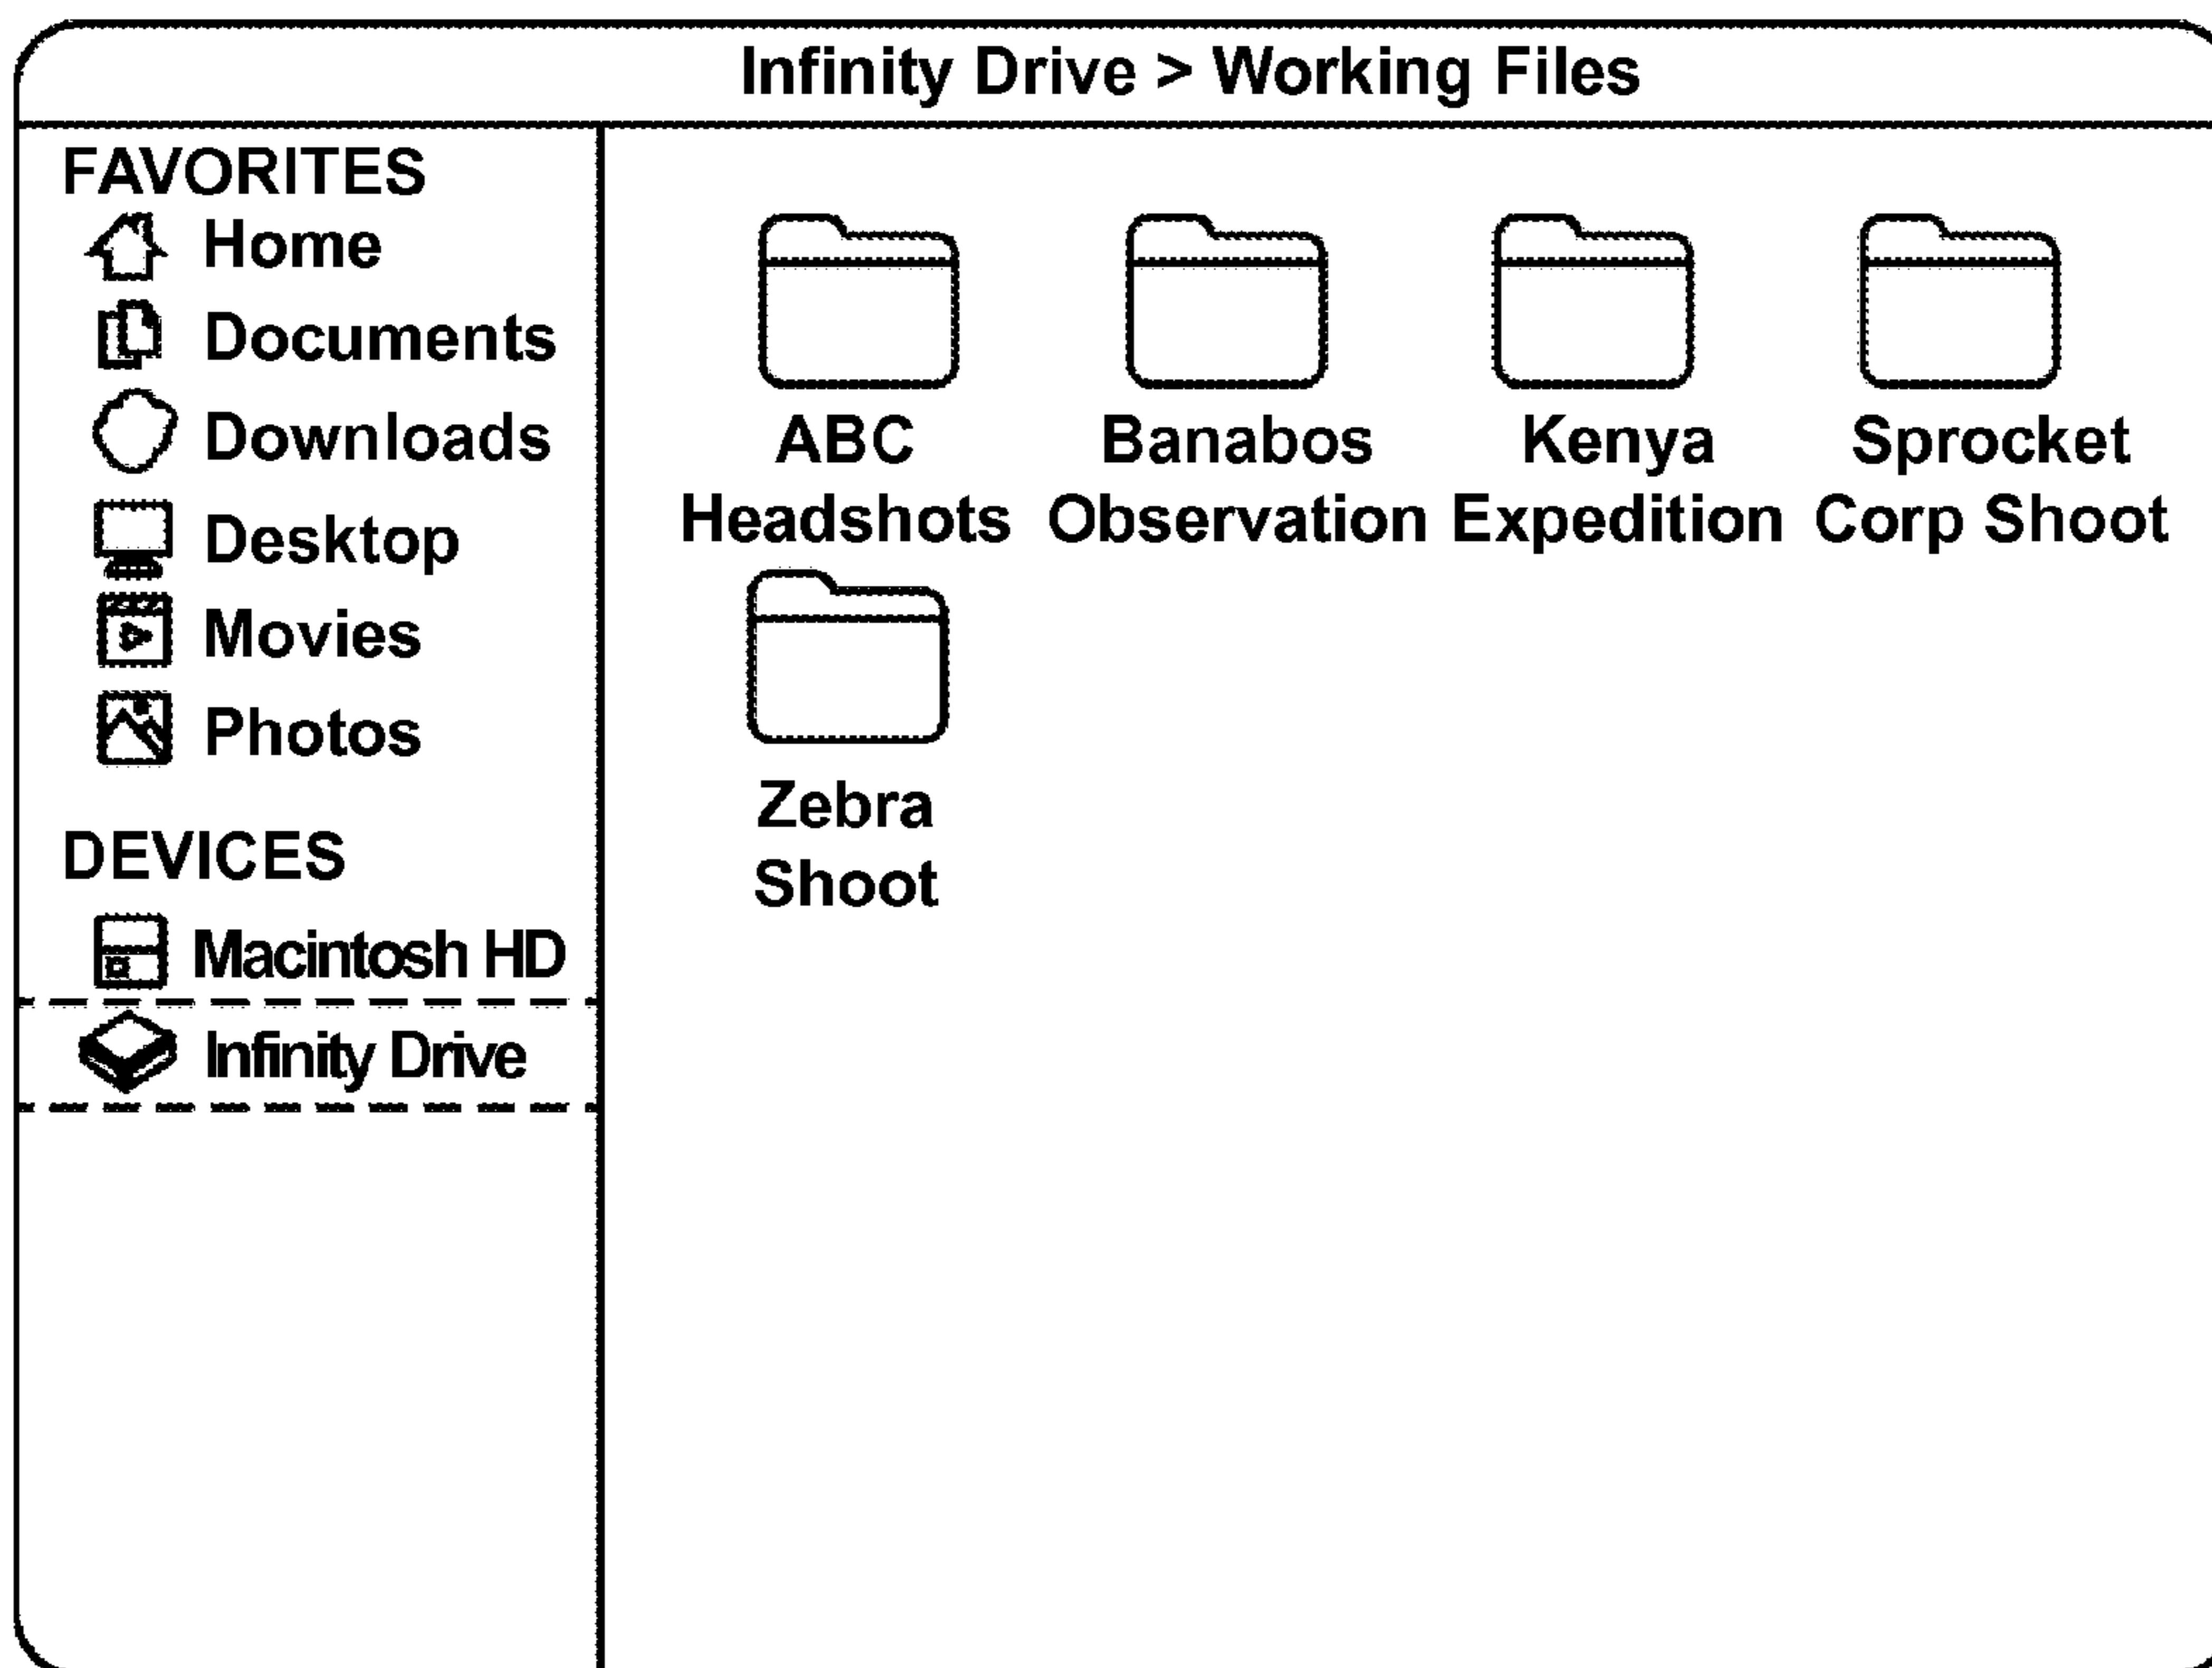 Infinity Drive > Working Files
FAVORITES
Home
Documents
Downloads
Desktop
Movies
Photos
DEVICES
Macintosh HD
Infinity Drive
ABC
Headshots
Banabos
Observation
Kenya
Expedition
Sprocket
Corp Shoot
Zebra
Shoot